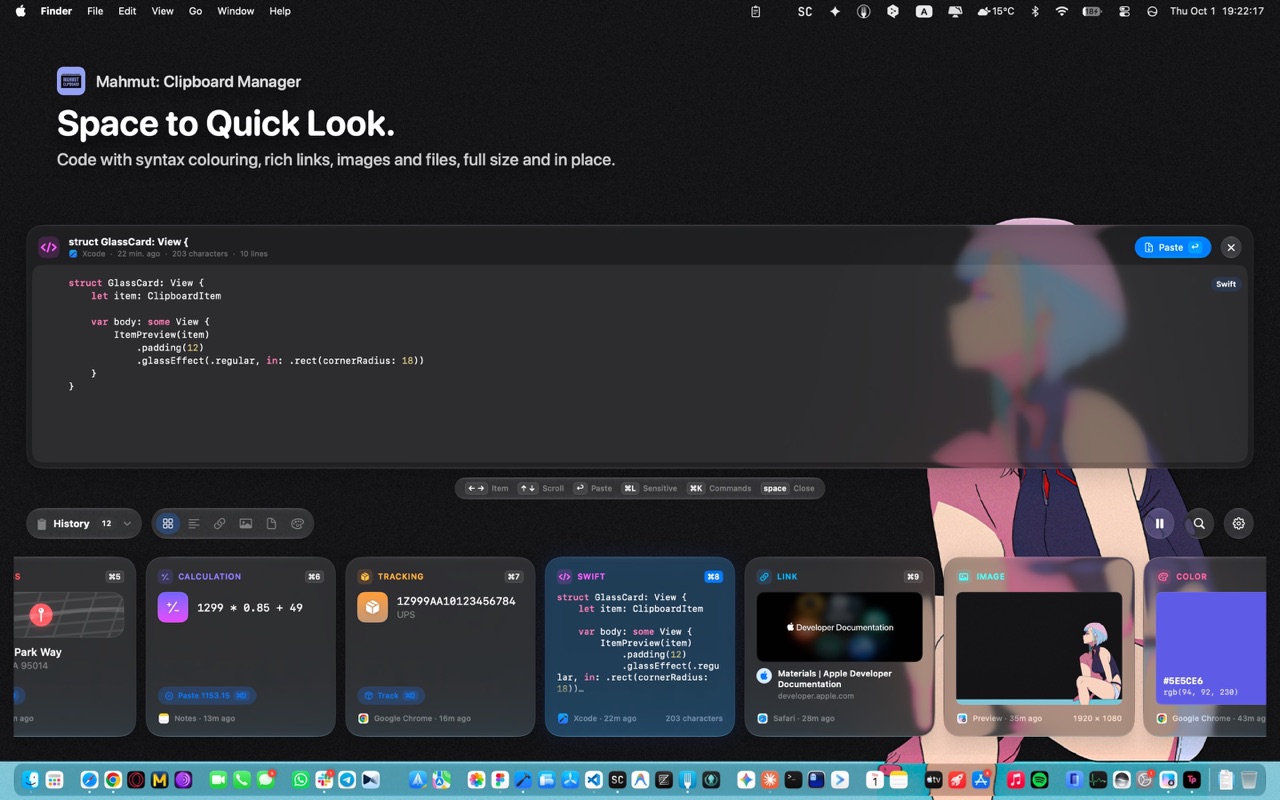 Finder File Edit View Go Window Help
SC A 15°C Thu Oct 1 19:22:17
Mahmut: Clipboard Manager
Space to Quick Look.
Code with syntax colouring, rich links, images and files, full size and in place.
struct GlassCard: View {
Xcode · 22 min. ago · 203 characters · 10 lines
Paste
Swift
struct GlassCard: View {
    let item: ClipboardItem

    var body: some View {
        ItemPreview(item)
            .padding(12)
            .glassEffect(.regular, in: .rect(cornerRadius: 18))
    }
}
← → Item ↑ ↓ Scroll ↩ Paste ⌘L Sensitive ⌘K Commands space Close
History 12
S ⌘5
Park Way
A 95014
m ago
CALCULATION ⌘6
1299 * 0.85 + 49
Paste 1153.15 ⌘D
Notes · 13m ago
TRACKING ⌘7
1Z999AA10123456784
UPS
Track ⌘D
Google Chrome · 16m ago
SWIFT ⌘8
struct GlassCard: View {
    let item: ClipboardItem

    var body: some View {
        ItemPreview(item)
            .padding(12)
            .glassEffect(.regu
lar, in: .rect(cornerRadius:
18))…
Xcode · 22m ago 203 characters
LINK ⌘9
Developer Documentation
Materials | Apple Developer
Documentation
developer.apple.com
Safari · 28m ago
IMAGE
Preview · 35m ago 1920 × 1080
COLOR
#5E5CE6
rgb(94, 92, 230)
Google Chrome · 43m ag
SC 1 tv Tp